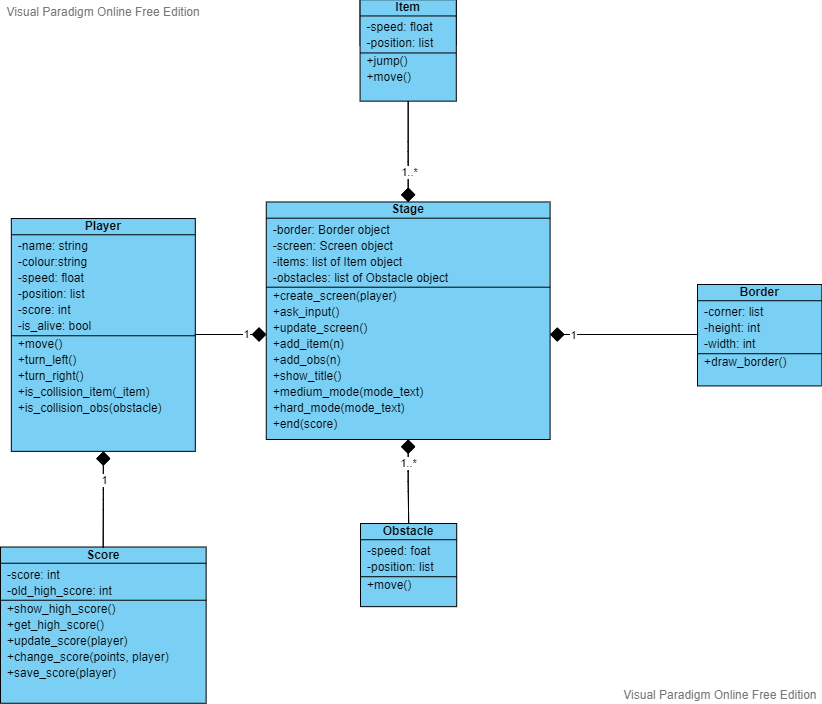 Visual Paradigm Online Free Edition
Item
-speed: float
-position: list
+jump()
+move()
1..*
Stage
-border: Border object
-screen: Screen object
-items: list of Item object
-obstacles: list of Obstacle object
+create_screen(player)
+ask_input()
+update_screen()
+add_item(n)
+add_obs(n)
+show_title()
+medium_mode(mode_text)
+hard_mode(mode_text)
+end(score)
Player
-name: string
-colour:string
-speed: float
-position: list
-score: int
-is_alive: bool
+move()
+turn_left()
+turn_right()
+is_collision_item(_item)
+is_collision_obs(obstacle)
1
1
Border
-corner: list
-height: int
-width: int
+draw_border()
1
1..*
Obstacle
-speed: foat
-position: list
+move()
Score
-score: int
-old_high_score: int
+show_high_score()
+get_high_score()
+update_score(player)
+change_score(points, player)
+save_score(player)
Visual Paradigm Online Free Edition